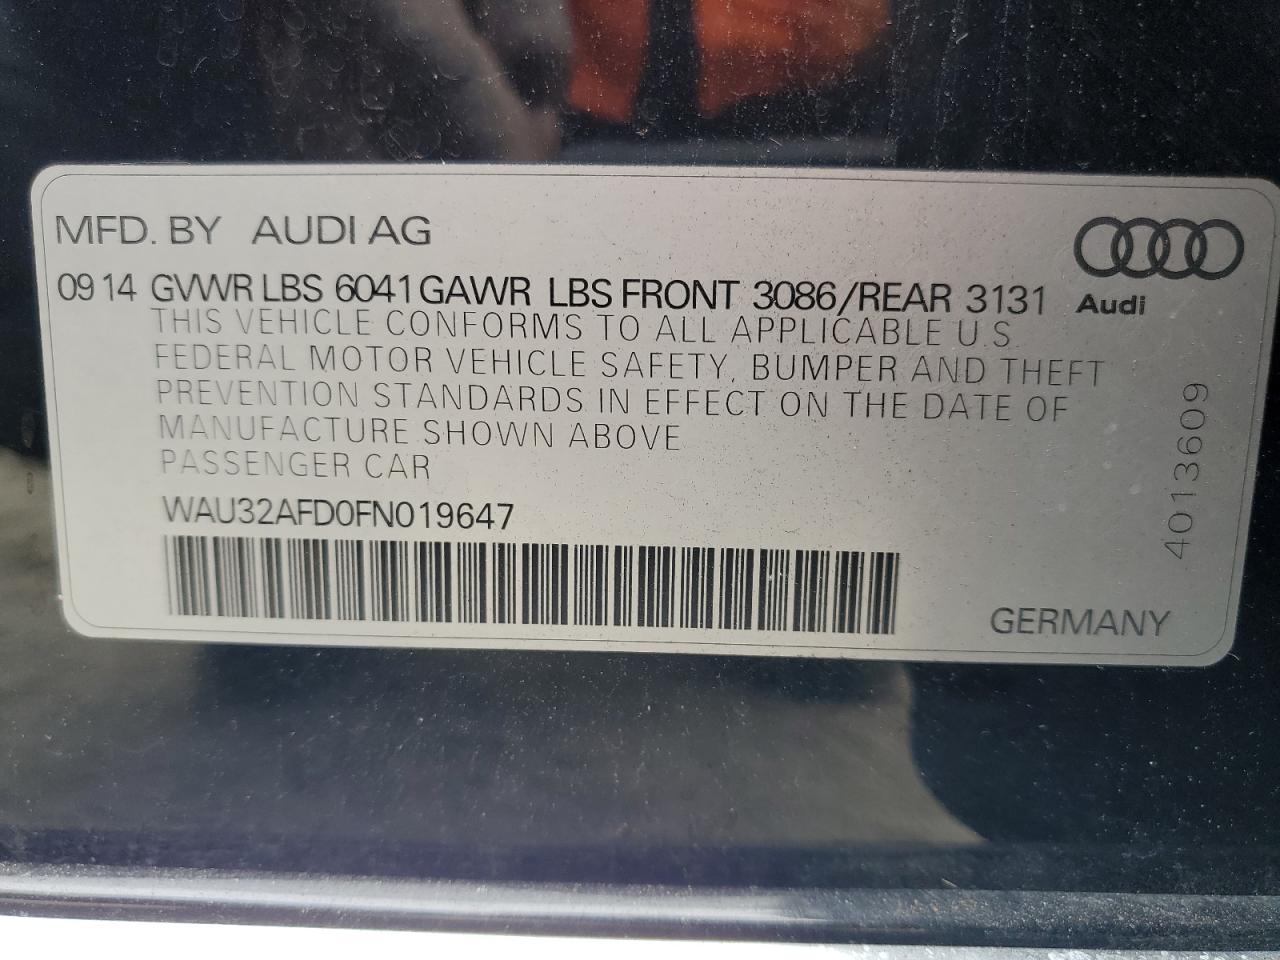 MFD. BY AUDI AG
09 14 GVWR LBS 6041 GAWR LBS FRONT 3086/REAR 3131
Audi
THIS VEHICLE CONFORMS TO ALL APPLICABLE U.S.
FEDERAL MOTOR VEHICLE SAFETY, BUMPER AND THEFT
PREVENTION STANDARDS IN EFFECT ON THE DATE OF
MANUFACTURE SHOWN ABOVE
PASSENGER CAR
WAU32AFD0FN019647
4013609
GERMANY